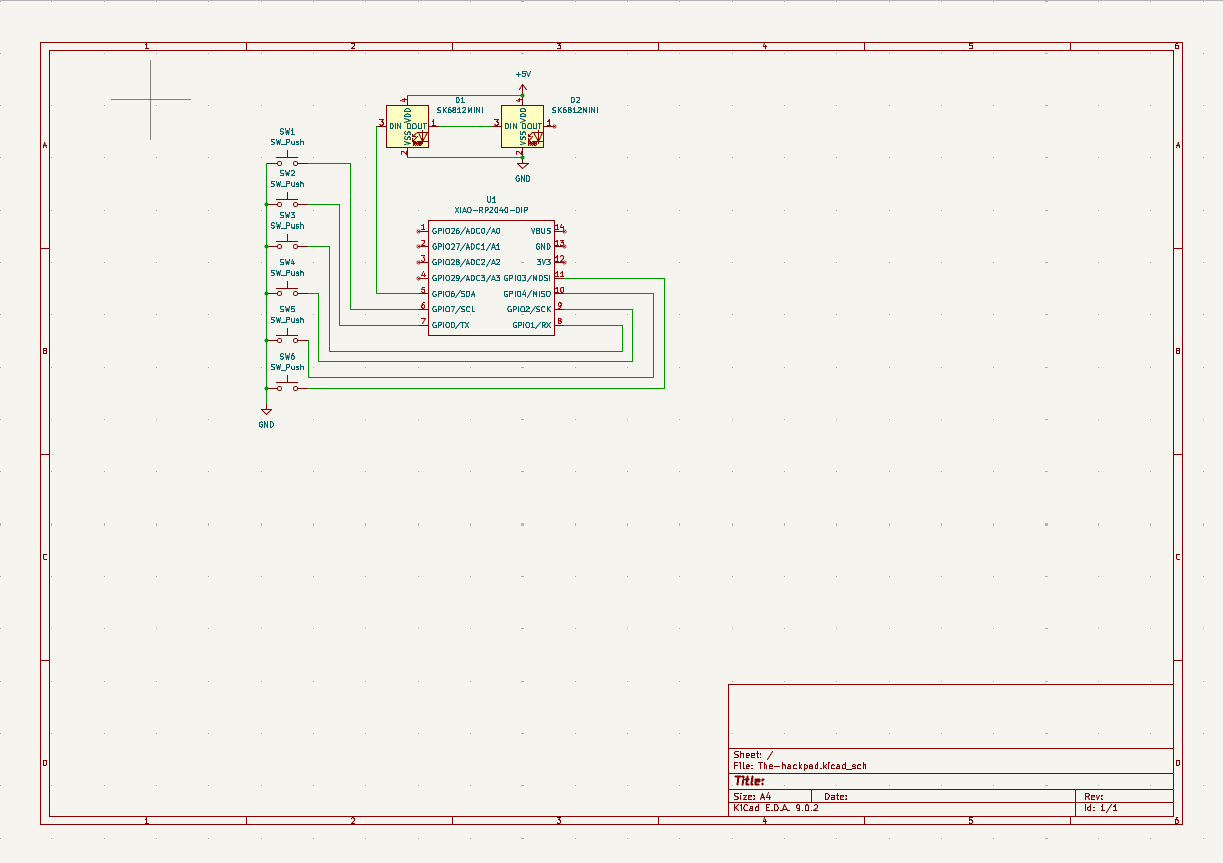 1 2 3 4 5 6
+5V
D1
SK6812MINI
D2
SK6812MINI
4 4
VDD VDD
3 DIN DOUT 1 3 DIN DOUT 1
VSS VSS
2 2
GND
A A
SW1
SW_Push
SW2
SW_Push
SW3
SW_Push
SW4
SW_Push
SW5
SW_Push
SW6
SW_Push
GND
U1
XIAO-RP2040-DIP
1 GPIO26/ADC0/A0 VBUS 14
2 GPIO27/ADC1/A1 GND 13
3 GPIO28/ADC2/A2 3V3 12
4 GPIO29/ADC3/A3 GPIO3/MOSI 11
5 GPIO6/SDA GPIO4/MISO 10
6 GPIO7/SCL GPIO2/SCK 9
7 GPIO0/TX GPIO1/RX 8
B B
C C
D D
Sheet: /
File: The-hackpad.kicad_sch
Title:
Size: A4 Date: Rev:
KiCad E.D.A. 9.0.2 Id: 1/1
1 2 3 4 5 6